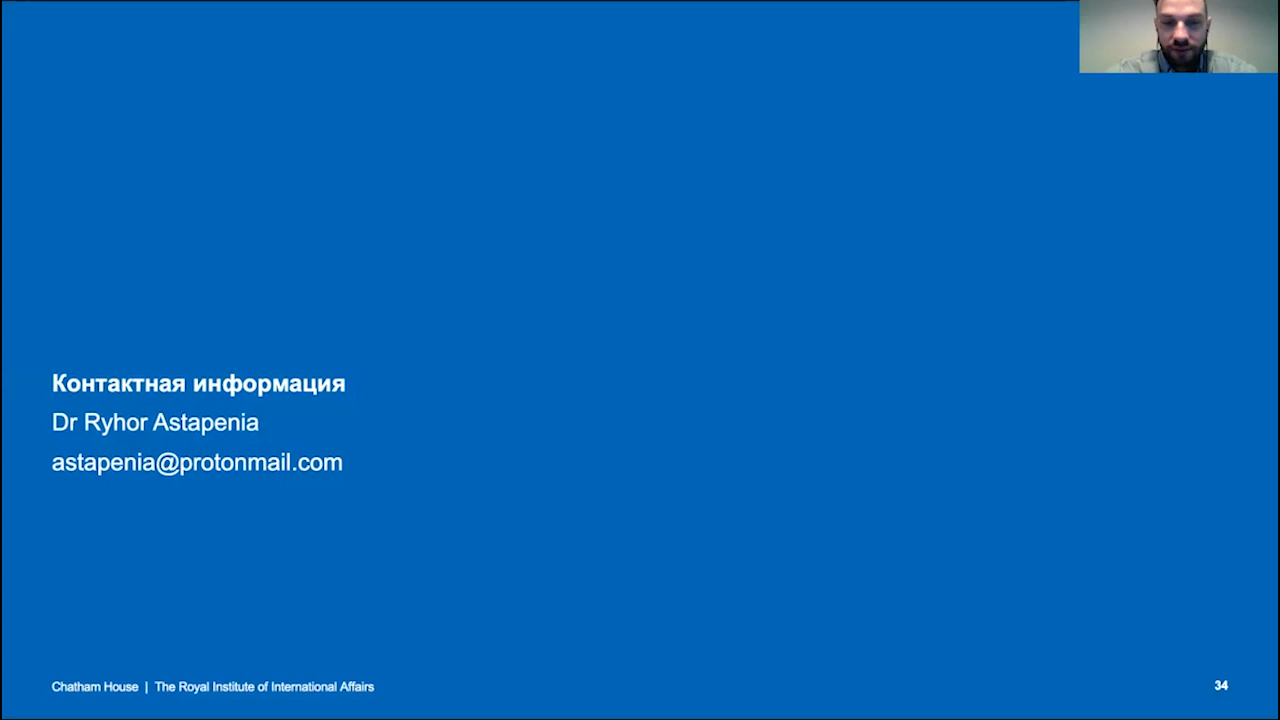 Контактная информация
Dr Ryhor Astapenia
astapenia@protonmail.com
Chatham House | The Royal Institute of International Affairs
34